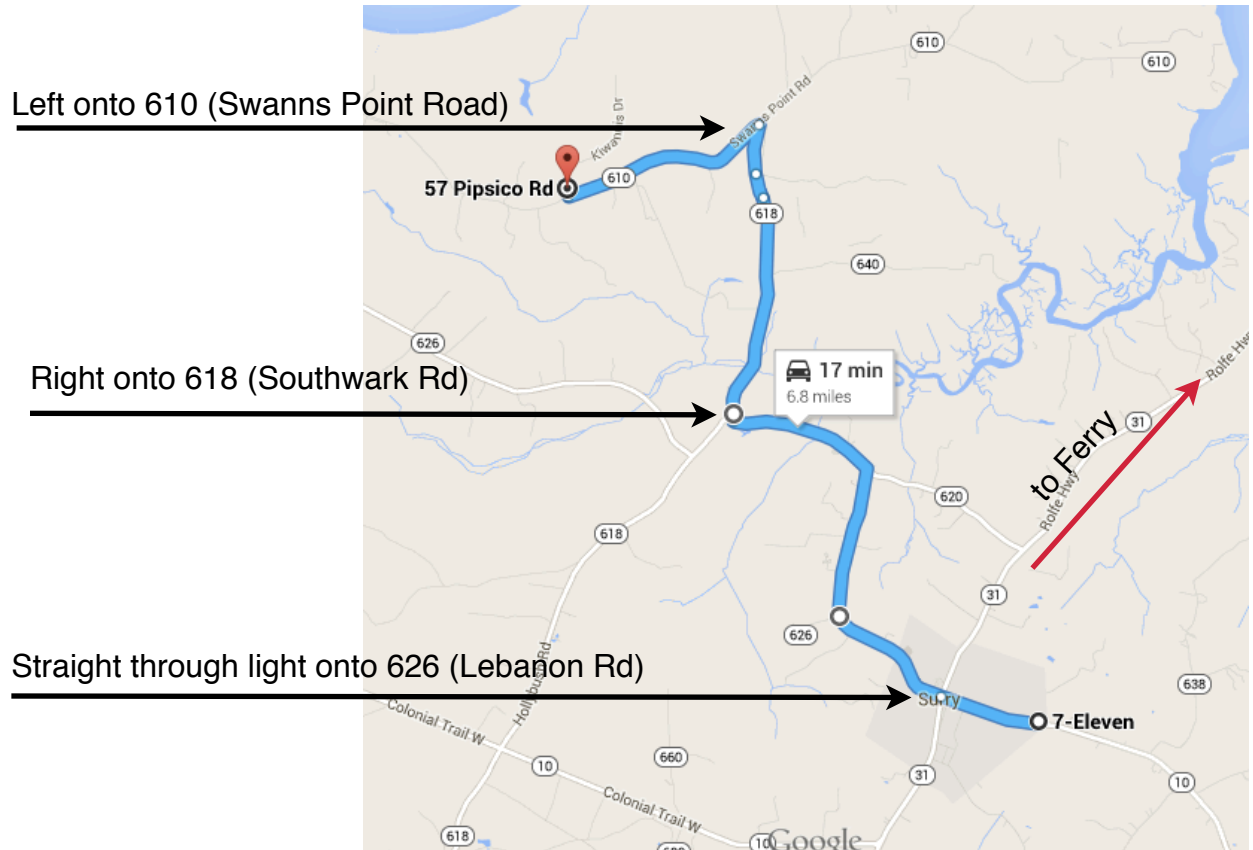 610
610
Left onto 610 (Swanns Point Road)
Swanns Point Rd
Kiwannis Dr
57 Pipsico Rd
610
618
640
626
Right onto 618 (Southwark Rd)
17 min
6.8 miles
Rolfe Hwy
31
to Ferry
Rolfe Hwy
620
618
31
626
Straight through light onto 626 (Lebanon Rd)
Hollybush Rd
638
Surry
7-Eleven
Colonial Trail W
660
10
31
10
Colonial Trail W
618
10
Google